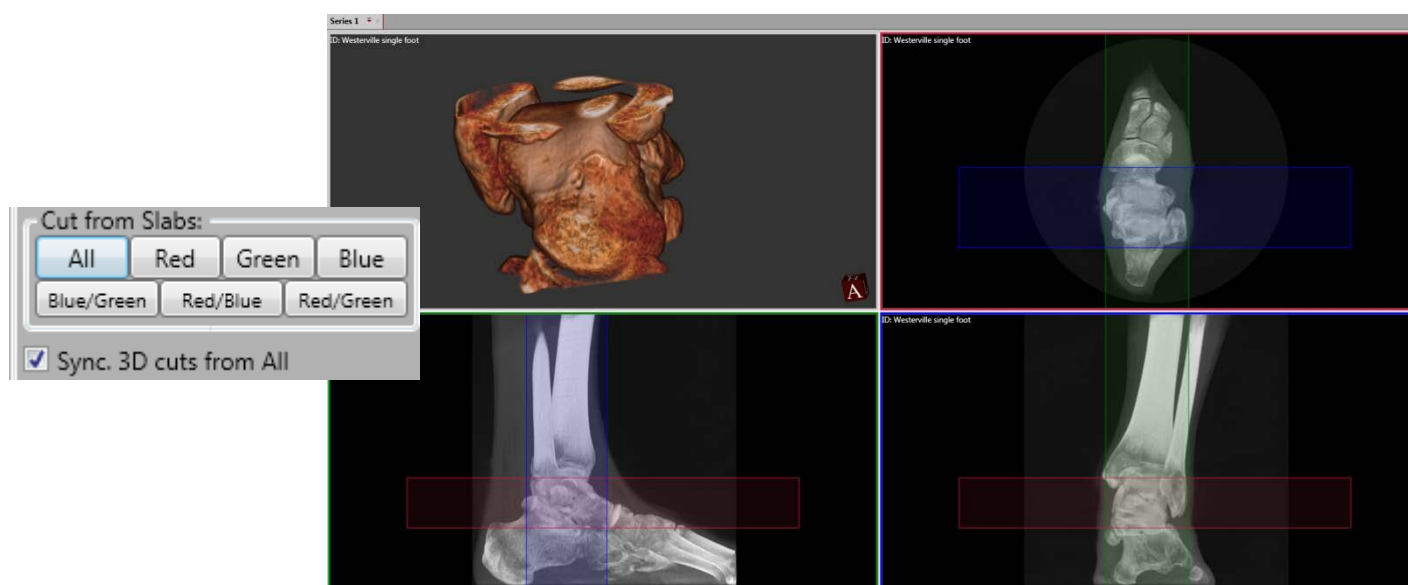 Series 1
ID: Westerville single foot
ID: Westerville single foot
A
Cut from Slabs:
All Red Green Blue
Blue/Green Red/Blue Red/Green
Sync. 3D cuts from All
ID: Westerville single foot